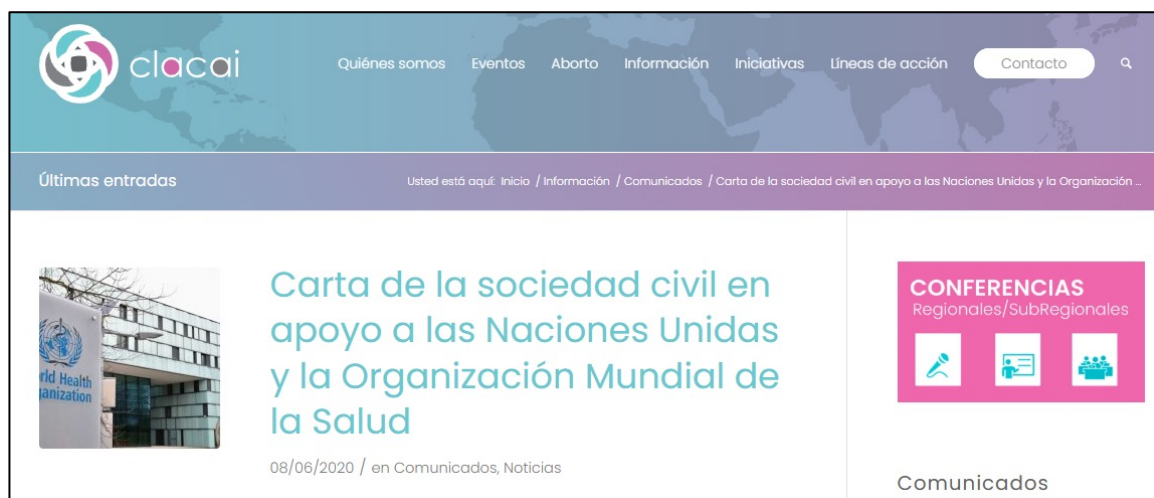 clacai
Quiénes somos Eventos Aborto Información Iniciativas Líneas de acción Contacto
Últimas entradas
Usted está aquí: Inicio / Información / Comunicados / Carta de la sociedad civil en apoyo a las Naciones Unidas y la Organización ...
Carta de la sociedad civil en
apoyo a las Naciones Unidas
y la Organización Mundial de
la Salud
08/06/2020 / en Comunicados, Noticias
rld Health
anization
CONFERENCIAS
Regionales/SubRegionales
Comunicados